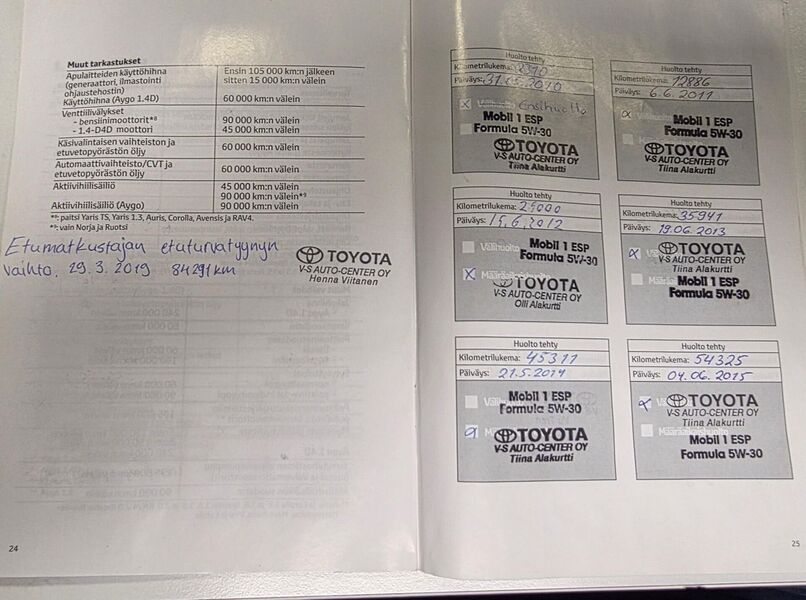 Muut tarkastukset
Apulaitteiden käyttöhihna Ensin 105 000 km:n jälkeen
(generaattori, ilmastointi sitten 15 000 km:n välein
ohjaustehostin)
Käyttöhihna (Aygo 1.4D) 60 000 km:n välein
Venttiilivälykset
- bensiinimoottorit*⁸ 90 000 km:n välein
- 1.4-D4D moottori 45 000 km:n välein
Käsivalintaisen vaihteiston ja 60 000 km:n välein
etuvetopyörästön öljy
Automaattivaihteisto/CVT ja 60 000 km:n välein
etuvetopyörästön öljy
Aktiivihiilisäiliö 45 000 km:n välein
90 000 km:n välein*⁹
Aktiivihiilisäiliö (Aygo) 90 000 km:n välein
*⁸: paitsi Yaris TS, Yaris 1.3, Auris, Corolla, Avensis ja RAV4.
*⁹: vain Norja ja Ruotsi
Etumatkustajan etuturvatyynyn
vaihto. 29.3.2019 84291 km
TOYOTA
V-S AUTO-CENTER OY
Henna Viitanen
24
Huolto tehty
Kilometrilukema:
Päiväys:
Ensihuolto
Mobil 1 ESP
Formula 5W-30
TOYOTA
V-S AUTO-CENTER OY
Tiina Alakurtti
Huolto tehty
Kilometrilukema: 12886
Päiväys: 6.6.2011
Mobil 1 ESP
Formula 5W-30
TOYOTA
V-S AUTO-CENTER OY
Tiina Alakurtti
Huolto tehty
Kilometrilukema:
Päiväys: 15.6.2012
Välihuolto
Mobil 1 ESP
Formula 5W-30
TOYOTA
V-S AUTO-CENTER OY
Olli Alakurtti
Huolto tehty
Kilometrilukema: 35941
Päiväys: 19.06.2013
TOYOTA
V-S AUTO-CENTER OY
Tiina Alakurtti
Mobil 1 ESP
Formula 5W-30
Huolto tehty
Kilometrilukema: 45311
Päiväys: 21.5.2014
Mobil 1 ESP
Formula 5W-30
TOYOTA
V-S AUTO-CENTER OY
Tiina Alakurtti
Huolto tehty
Kilometrilukema: 54325
Päiväys: 04.06.2015
TOYOTA
V-S AUTO-CENTER OY
Tiina Alakurtti
Määräaikaishuolto
Mobil 1 ESP
Formula 5W-30
25